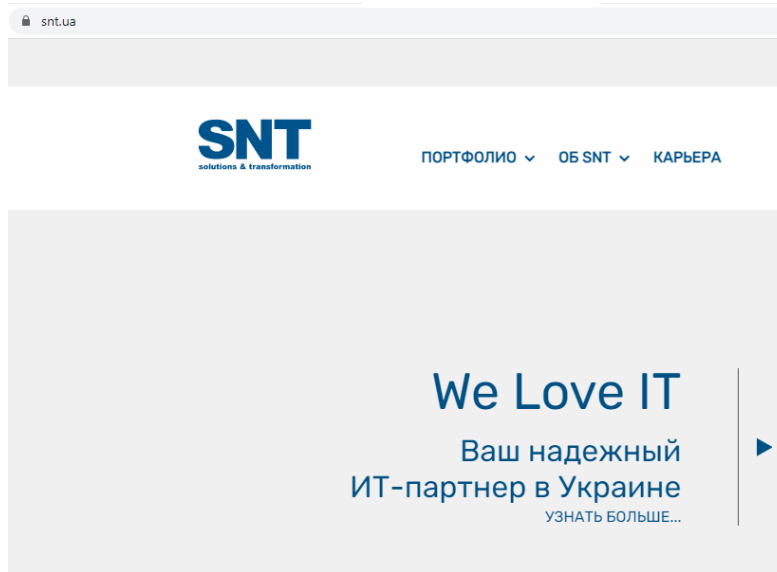 snt.ua
SNT
solutions & transformation
ПОРТФОЛИО ОБ SNT КАРЬЕРА
We Love IT
Ваш надежный
ИТ-партнер в Украине
УЗНАТЬ БОЛЬШЕ...